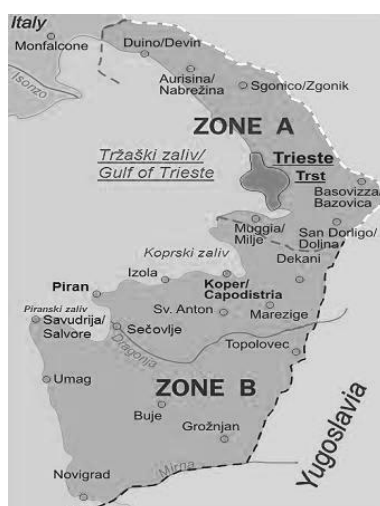 Italy
Monfalcone
Duino/Devin
Isonzo
Aurisina/
Nabrežina
Sgonico/Zgonik
ZONE A
Tržaški zaliv/
Gulf of Trieste
Trieste
Trst
Basovizza/
Bazovica
Muggia/
Milje
San Dorligo/
Dolina
Koprski zaliv
Dekani
Izola
Koper/
Capodistria
Piran
Piranski zaliv
Sv. Anton
Marezige
Savudrija/
Salvore
Sečovlje
Dragonja
Topolovec
Umag
ZONE B
Buje
Grožnjan
Yugoslavia
Novigrad
Mirna